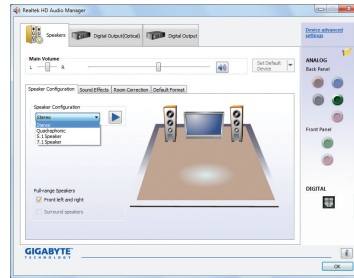 Realtek HD Audio Manager
Speakers
Digital Output(Optical)
Digital Output
Device advanced settings
Main Volume
L
R
Set Default Device
ANALOG
Back Panel
Speaker Configuration
Sound Effects
Room Correction
Default Format
Speaker Configuration
Stereo
Stereo
Quadraphonic
5.1 Speaker
7.1 Speaker
Front Panel
Full-range Speakers
Front left and right
Surround speakers
DIGITAL
GIGABYTE
TECHNOLOGY
i
OK